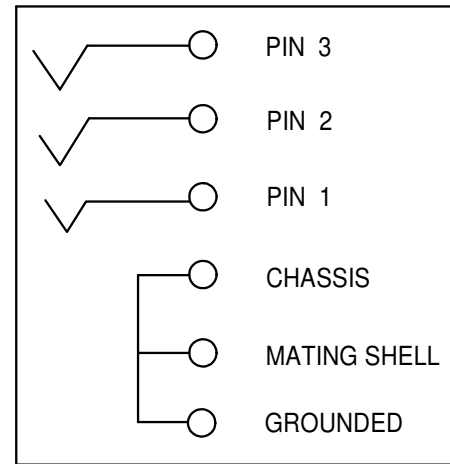 PIN 3
PIN 2
PIN 1
CHASSIS
MATING SHELL
GROUNDED